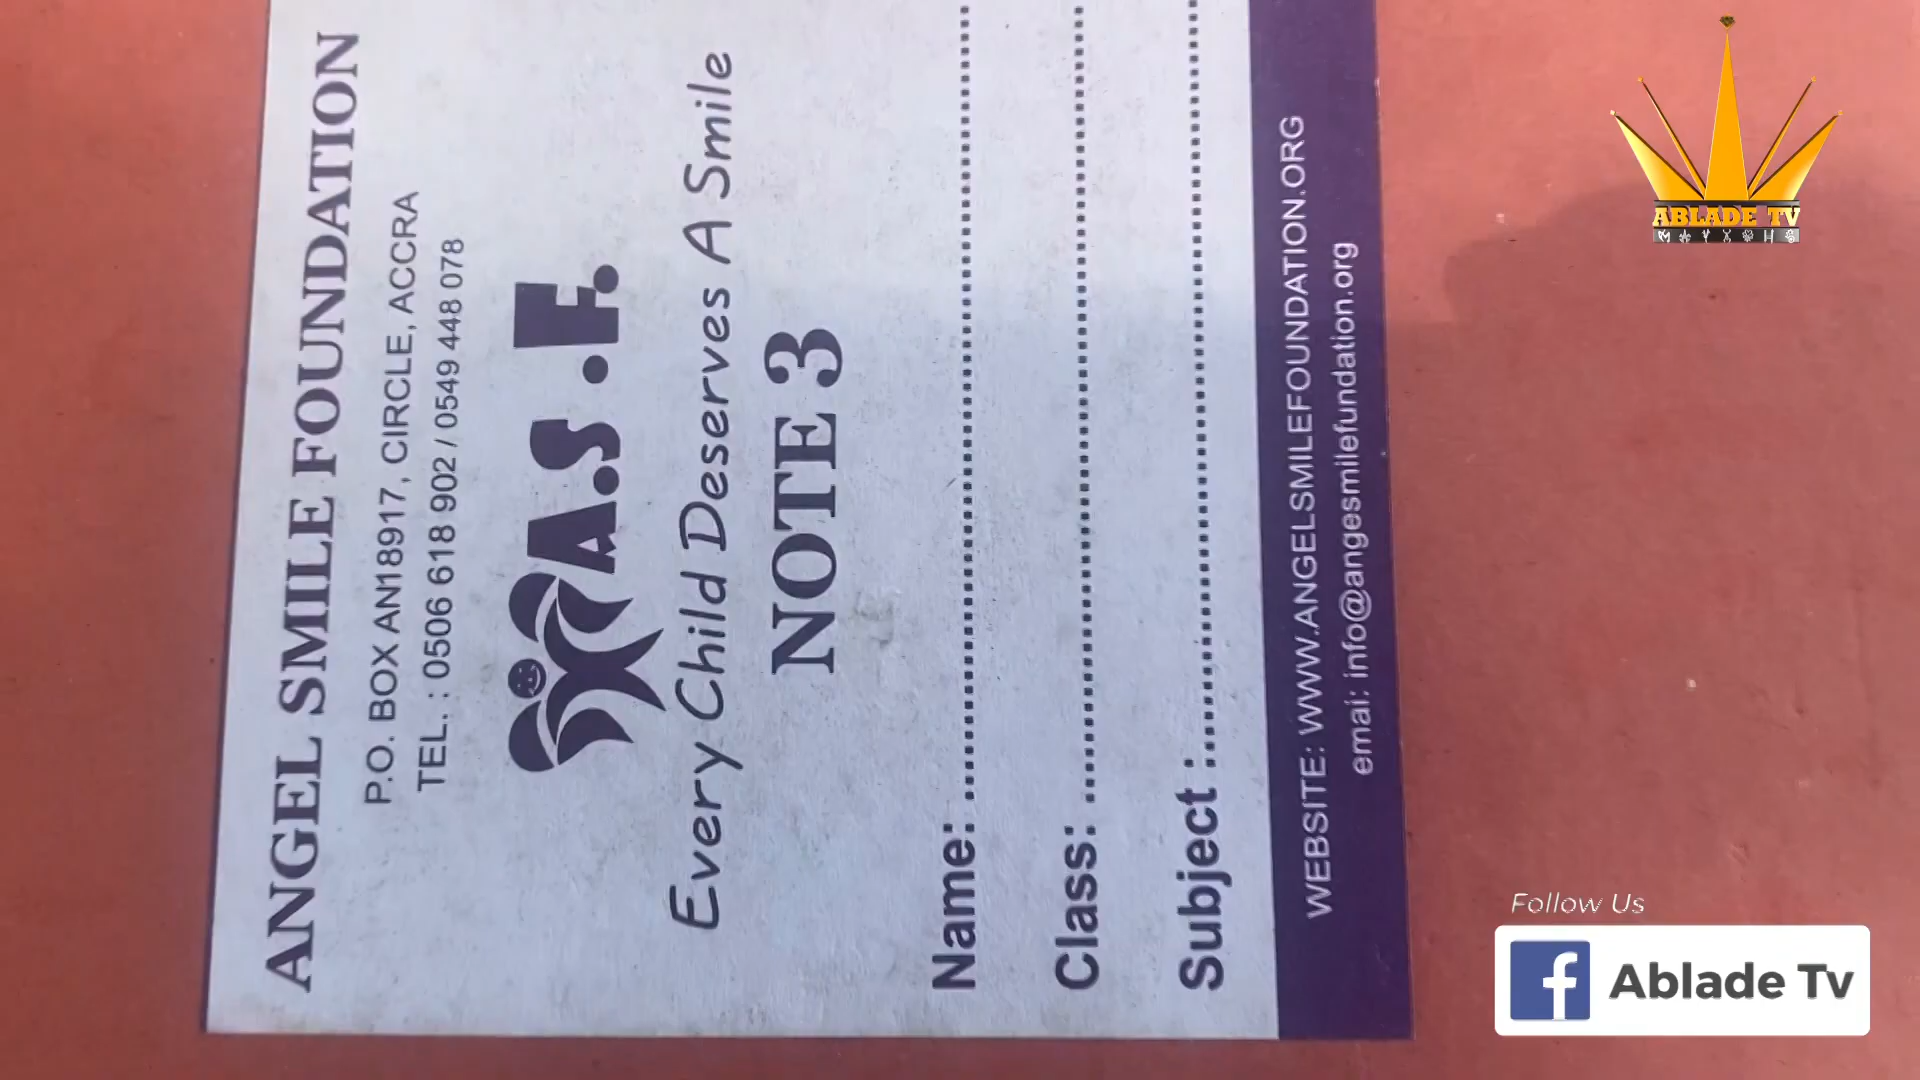 ANGEL SMILE FOUNDATION
P.O. BOX AN18917, CIRCLE, ACCRA
TEL. : 0506 618 902 / 0549 448 078
A.S .F.
Every Child Deserves A Smile
NOTE 3
Name:
Class:
Subject :
WEBSITE: WWW.ANGELSMILEFOUNDATION.ORG
emai: info@angesmilefundation.org
ABLADE TV
Follow Us
f Ablade Tv